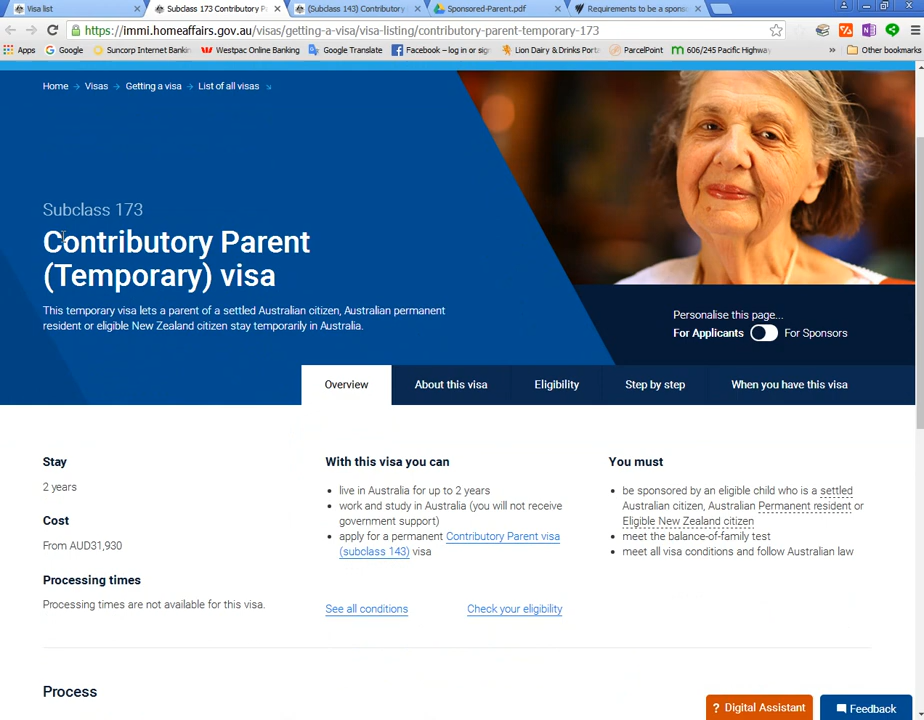 Visa list
Subclass 173 Contributory P
(Subclass 143) Contributory
Sponsored-Parent.pdf
Requirements to be a spons
https://immi.homeaffairs.gov.au/visas/getting-a-visa/visa-listing/contributory-parent-temporary-173
Apps
Google
Suncorp Internet Bankin
Westpac Online Banking
Google Translate
Facebook – log in or sign
Lion Dairy & Drinks Porta
ParcelPoint
606/245 Pacific Highway
»
Other bookmarks
Home → Visas → Getting a visa → List of all visas
Subclass 173
Contributory Parent
(Temporary) visa
This temporary visa lets a parent of a settled Australian citizen, Australian permanent
resident or eligible New Zealand citizen stay temporarily in Australia.
Personalise this page...
For Applicants
For Sponsors
Overview
About this visa
Eligibility
Step by step
When you have this visa
Stay
2 years
Cost
From AUD31,930
Processing times
Processing times are not available for this visa.
With this visa you can
• live in Australia for up to 2 years
• work and study in Australia (you will not receive
government support)
• apply for a permanent Contributory Parent visa
(subclass 143) visa
See all conditions
Check your eligibility
You must
• be sponsored by an eligible child who is a settled
Australian citizen, Australian Permanent resident or
Eligible New Zealand citizen
• meet the balance-of-family test
• meet all visa conditions and follow Australian law
Process
? Digital Assistant
Feedback